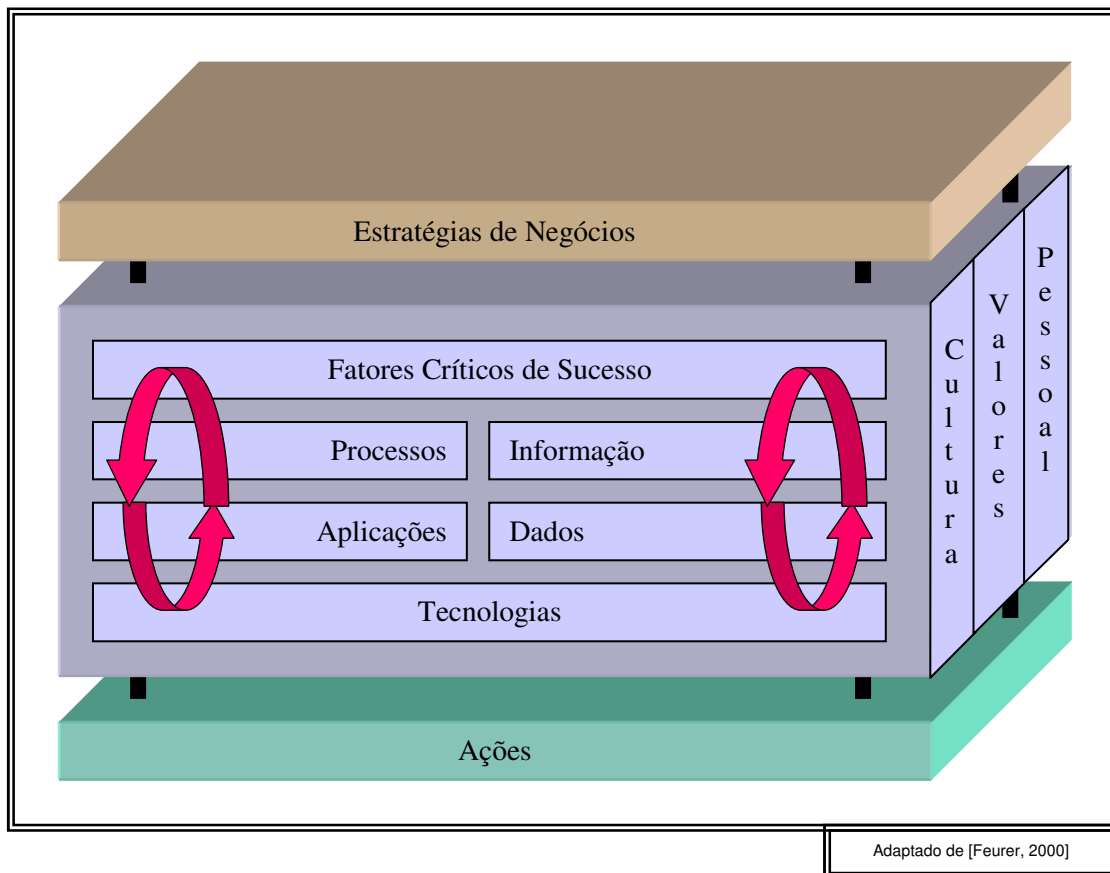 Estratégias de Negócios
Fatores Críticos de Sucesso
Processos
Informação
Aplicações
Dados
Tecnologias
Cultura
Valores
Pessoal
Ações
Adaptado de [Feurer, 2000]